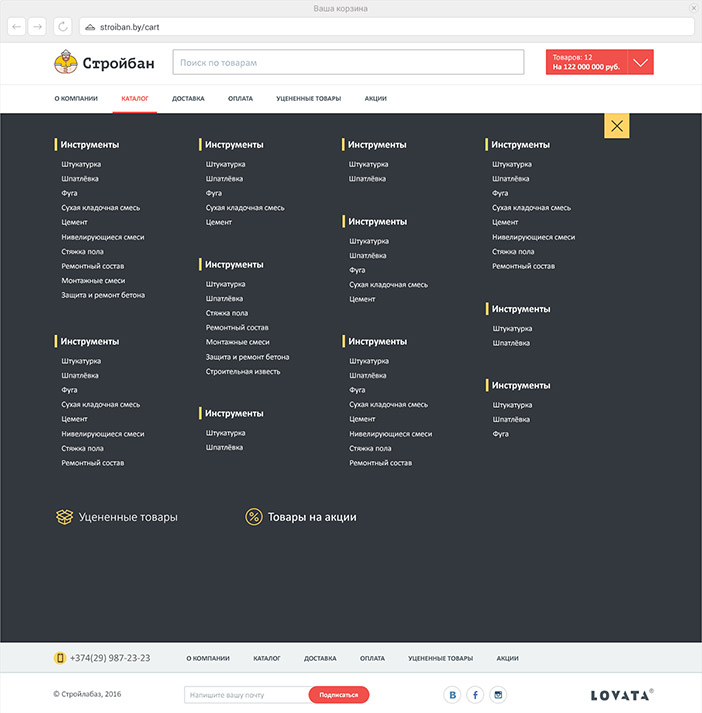 Ваша корзина
stroiban.by/cart
Стройбан
Поиск по товарам
Товаров: 12
На 122 000 000 руб.
О КОМПАНИИ КАТАЛОГ ДОСТАВКА ОПЛАТА УЦЕНЕННЫЕ ТОВАРЫ АКЦИИ
Инструменты
Штукатурка
Шпатлёвка
Фуга
Сухая кладочная смесь
Цемент
Нивелирующиеся смеси
Стяжка пола
Ремонтный состав
Монтажные смеси
Защита и ремонт бетона
Инструменты
Штукатурка
Шпатлёвка
Фуга
Сухая кладочная смесь
Цемент
Нивелирующиеся смеси
Стяжка пола
Ремонтный состав
Инструменты
Штукатурка
Шпатлёвка
Фуга
Сухая кладочная смесь
Цемент
Инструменты
Штукатурка
Шпатлёвка
Стяжка пола
Ремонтный состав
Монтажные смеси
Защита и ремонт бетона
Строительная известь
Инструменты
Штукатурка
Шпатлёвка
Инструменты
Штукатурка
Шпатлёвка
Инструменты
Штукатурка
Шпатлёвка
Фуга
Сухая кладочная смесь
Цемент
Инструменты
Штукатурка
Шпатлёвка
Фуга
Сухая кладочная смесь
Цемент
Нивелирующиеся смеси
Стяжка пола
Ремонтный состав
Инструменты
Штукатурка
Шпатлёвка
Фуга
Сухая кладочная смесь
Цемент
Нивелирующиеся смеси
Стяжка пола
Ремонтный состав
Инструменты
Штукатурка
Шпатлёвка
Инструменты
Штукатурка
Шпатлёвка
Фуга
Уцененные товары
Товары на акции
+374(29) 987-23-23 О КОМПАНИИ КАТАЛОГ ДОСТАВКА ОПЛАТА УЦЕНЕННЫЕ ТОВАРЫ АКЦИИ
© Стройлабаз, 2016 Напишите вашу почту Подписаться LOVATA®